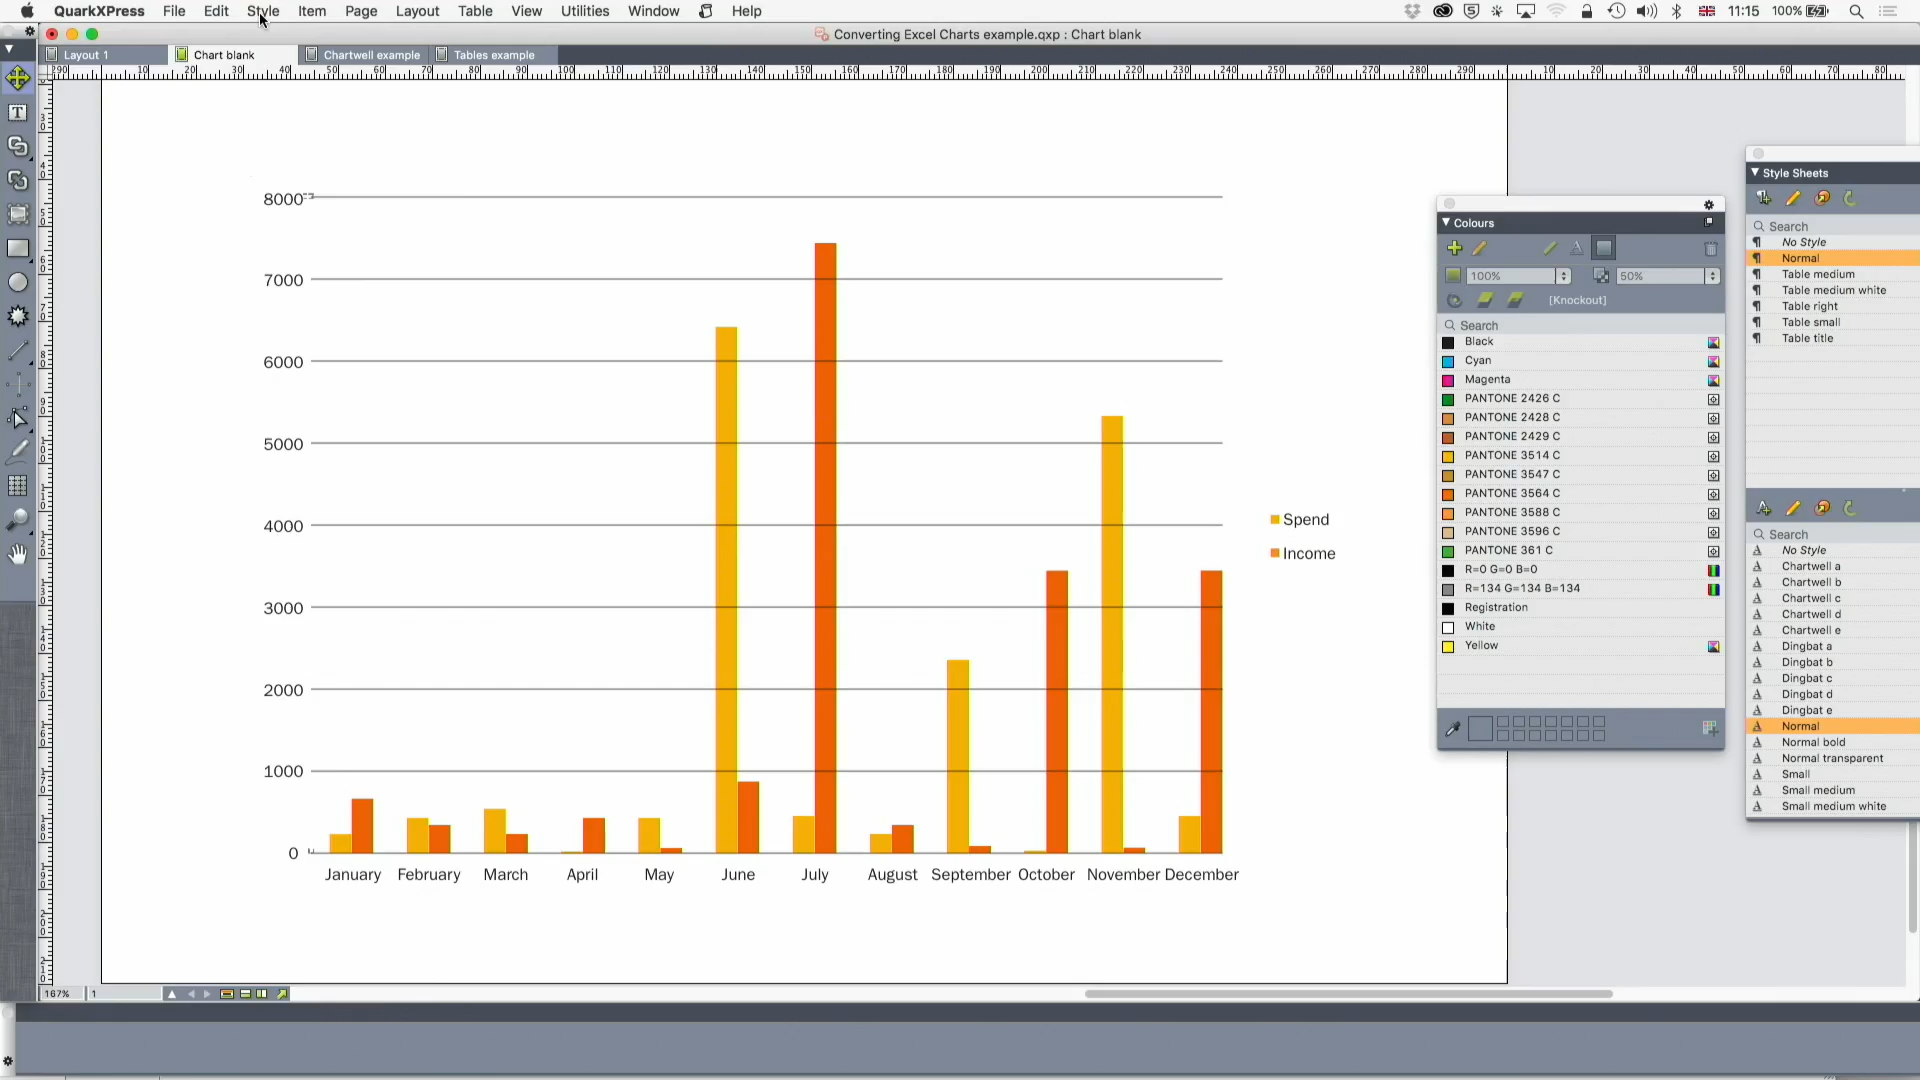 QuarkXPress File Edit Style Item Page Layout Table View Utilities Window Help 11:15 100%
Converting Excel Charts example.qxp : Chart blank
Layout 1 Chart blank Chartwell example Tables example
8000
7000
6000
5000
4000
3000
2000
1000
0
January February March April May June July August September October November December
Spend
Income
Colours
100% 50%
[Knockout]
Search
Black
Cyan
Magenta
PANTONE 2426 C
PANTONE 2428 C
PANTONE 2429 C
PANTONE 3514 C
PANTONE 3547 C
PANTONE 3564 C
PANTONE 3588 C
PANTONE 3596 C
PANTONE 361 C
R=0 G=0 B=0
R=134 G=134 B=134
Registration
White
Yellow
Style Sheets
Search
No Style
Normal
Table medium
Table medium white
Table right
Table small
Table title
Search
No Style
Chartwell a
Chartwell b
Chartwell c
Chartwell d
Chartwell e
Dingbat a
Dingbat b
Dingbat c
Dingbat d
Dingbat e
Normal
Normal bold
Normal transparent
Small
Small medium
Small medium white
167% 1